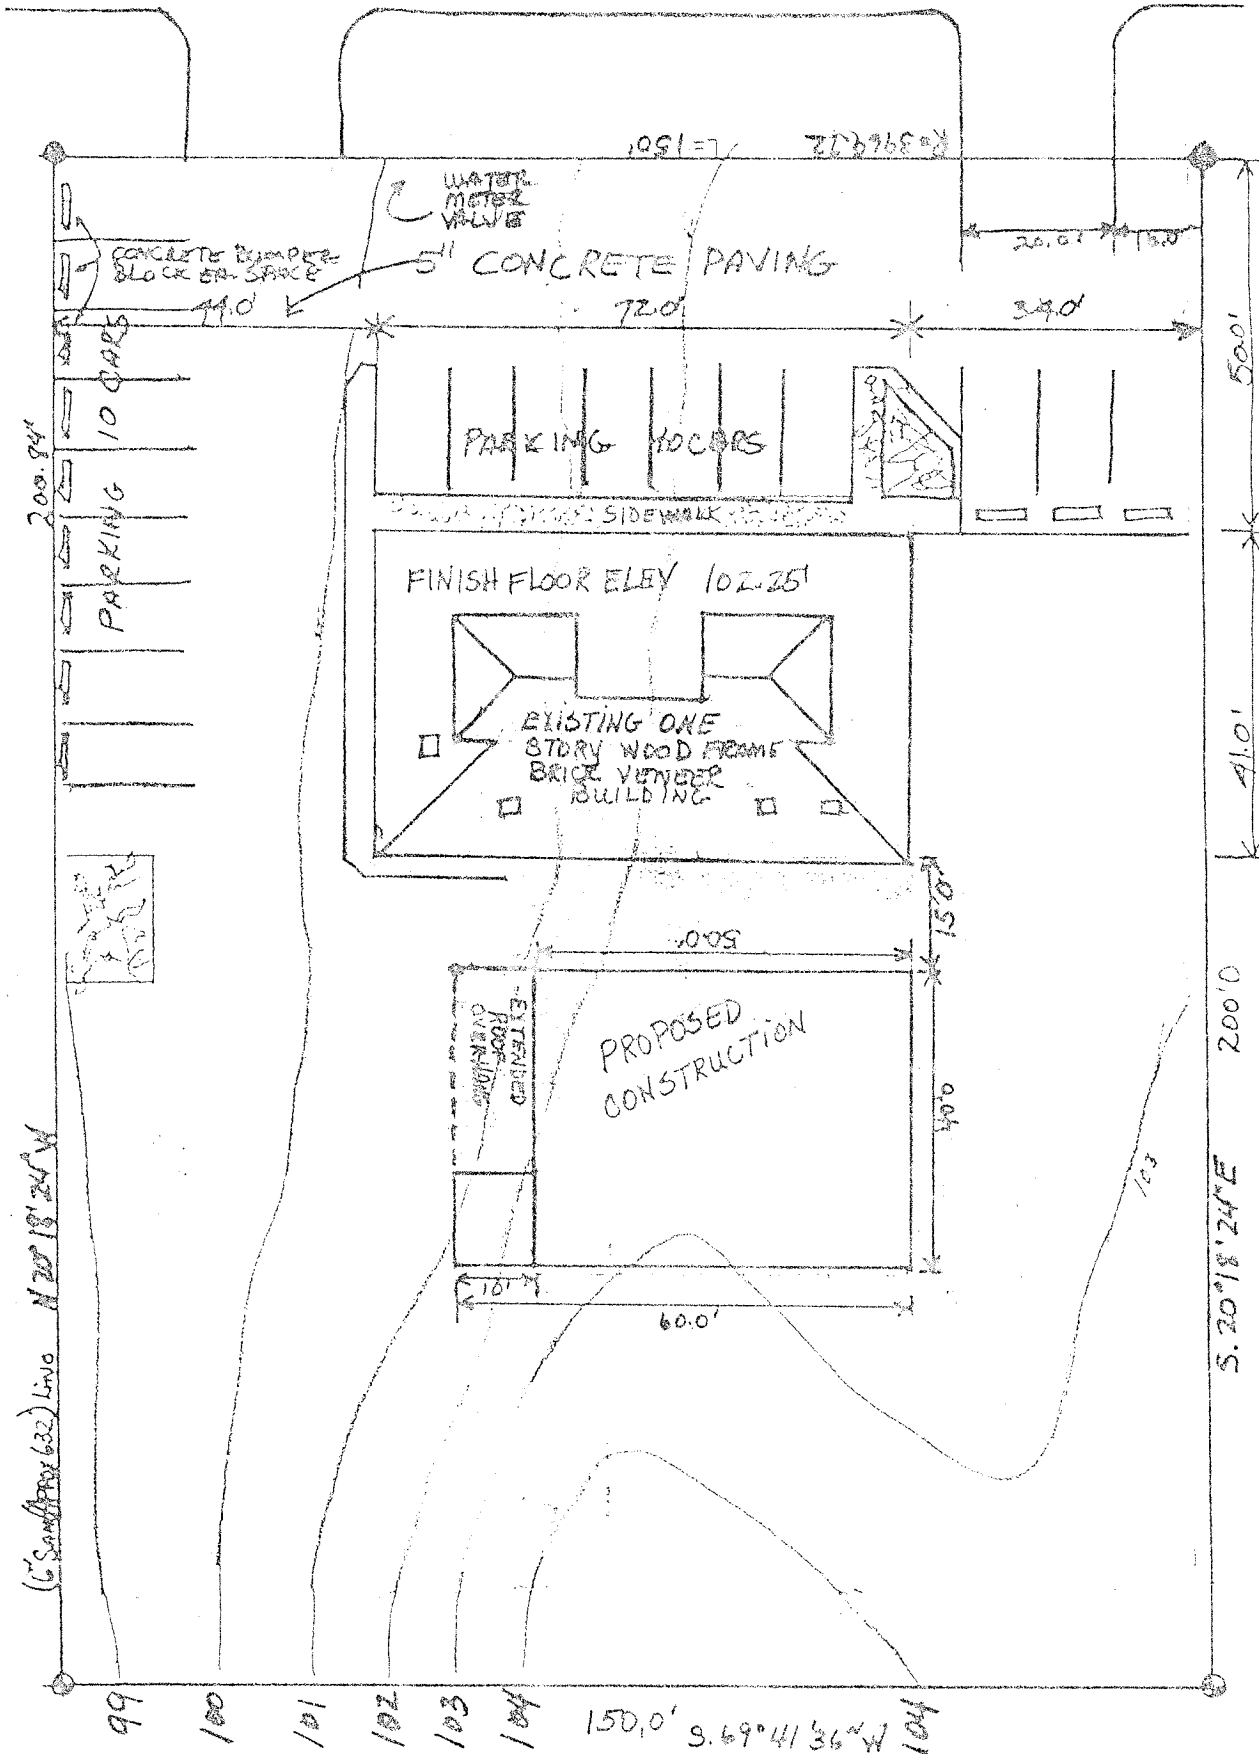 L=150'
R=3969.72
WATER
METER
VALVE
CONCRETE BUMPER
BLOCK EA. SPACE
5" CONCRETE PAVING
20.0'
15.0'
44.0'
72.0'
34.0'
50.0'
200.84'
PARKING 10 CARS
PARKING 10 CARS
SIDEWALK
FINISH FLOOR ELEV 102.25'
EXISTING ONE
STORY WOOD FRAME
BRICK VENEER
BUILDING
41.0'
15'0"
50.0'
EXTENDED
ROOF
OVERHANG
PROPOSED
CONSTRUCTION
40'0
200'0
103
N 20° 18' 24" W
S. 20° 18' 24" E
10'
60.0'
Line
99
100
101
102
103
104
150.0' S. 69° 41' 36" W
104